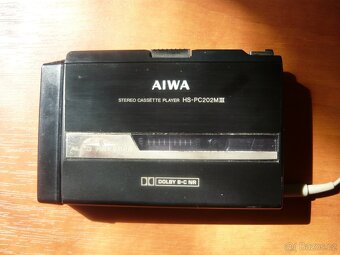 AIWA
STEREO CASSETTE PLAYER HS-PC202MIII
DOLBY B-C NR